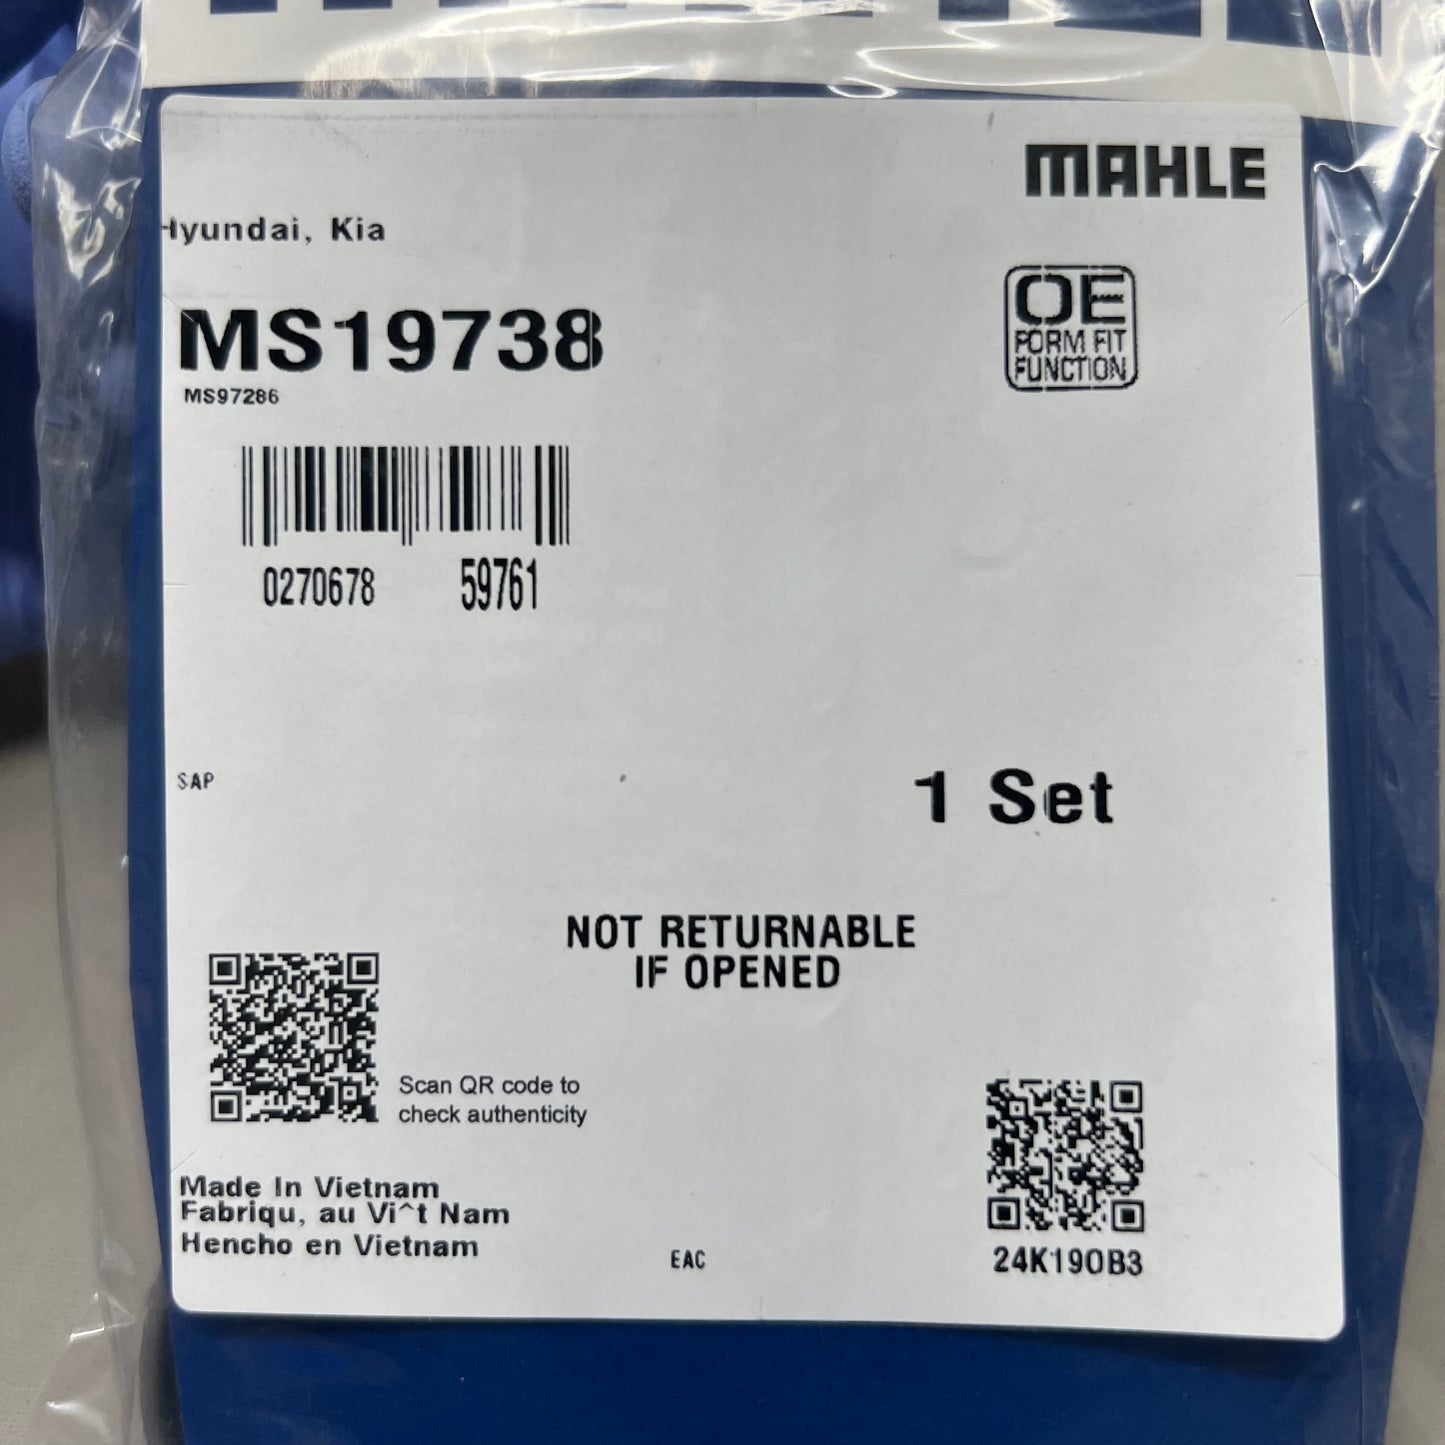 MAHLE
Hyundai, Kia
MS19738
MS97286
OE
FORM FIT
FUNCTION
0270678 59761
SAP
1 Set
NOT RETURNABLE
IF OPENED
Scan QR code to
check authenticity
Made In Vietnam
Fabriqu, au Vi^t Nam
Hencho en Vietnam
EAC
24K190B3